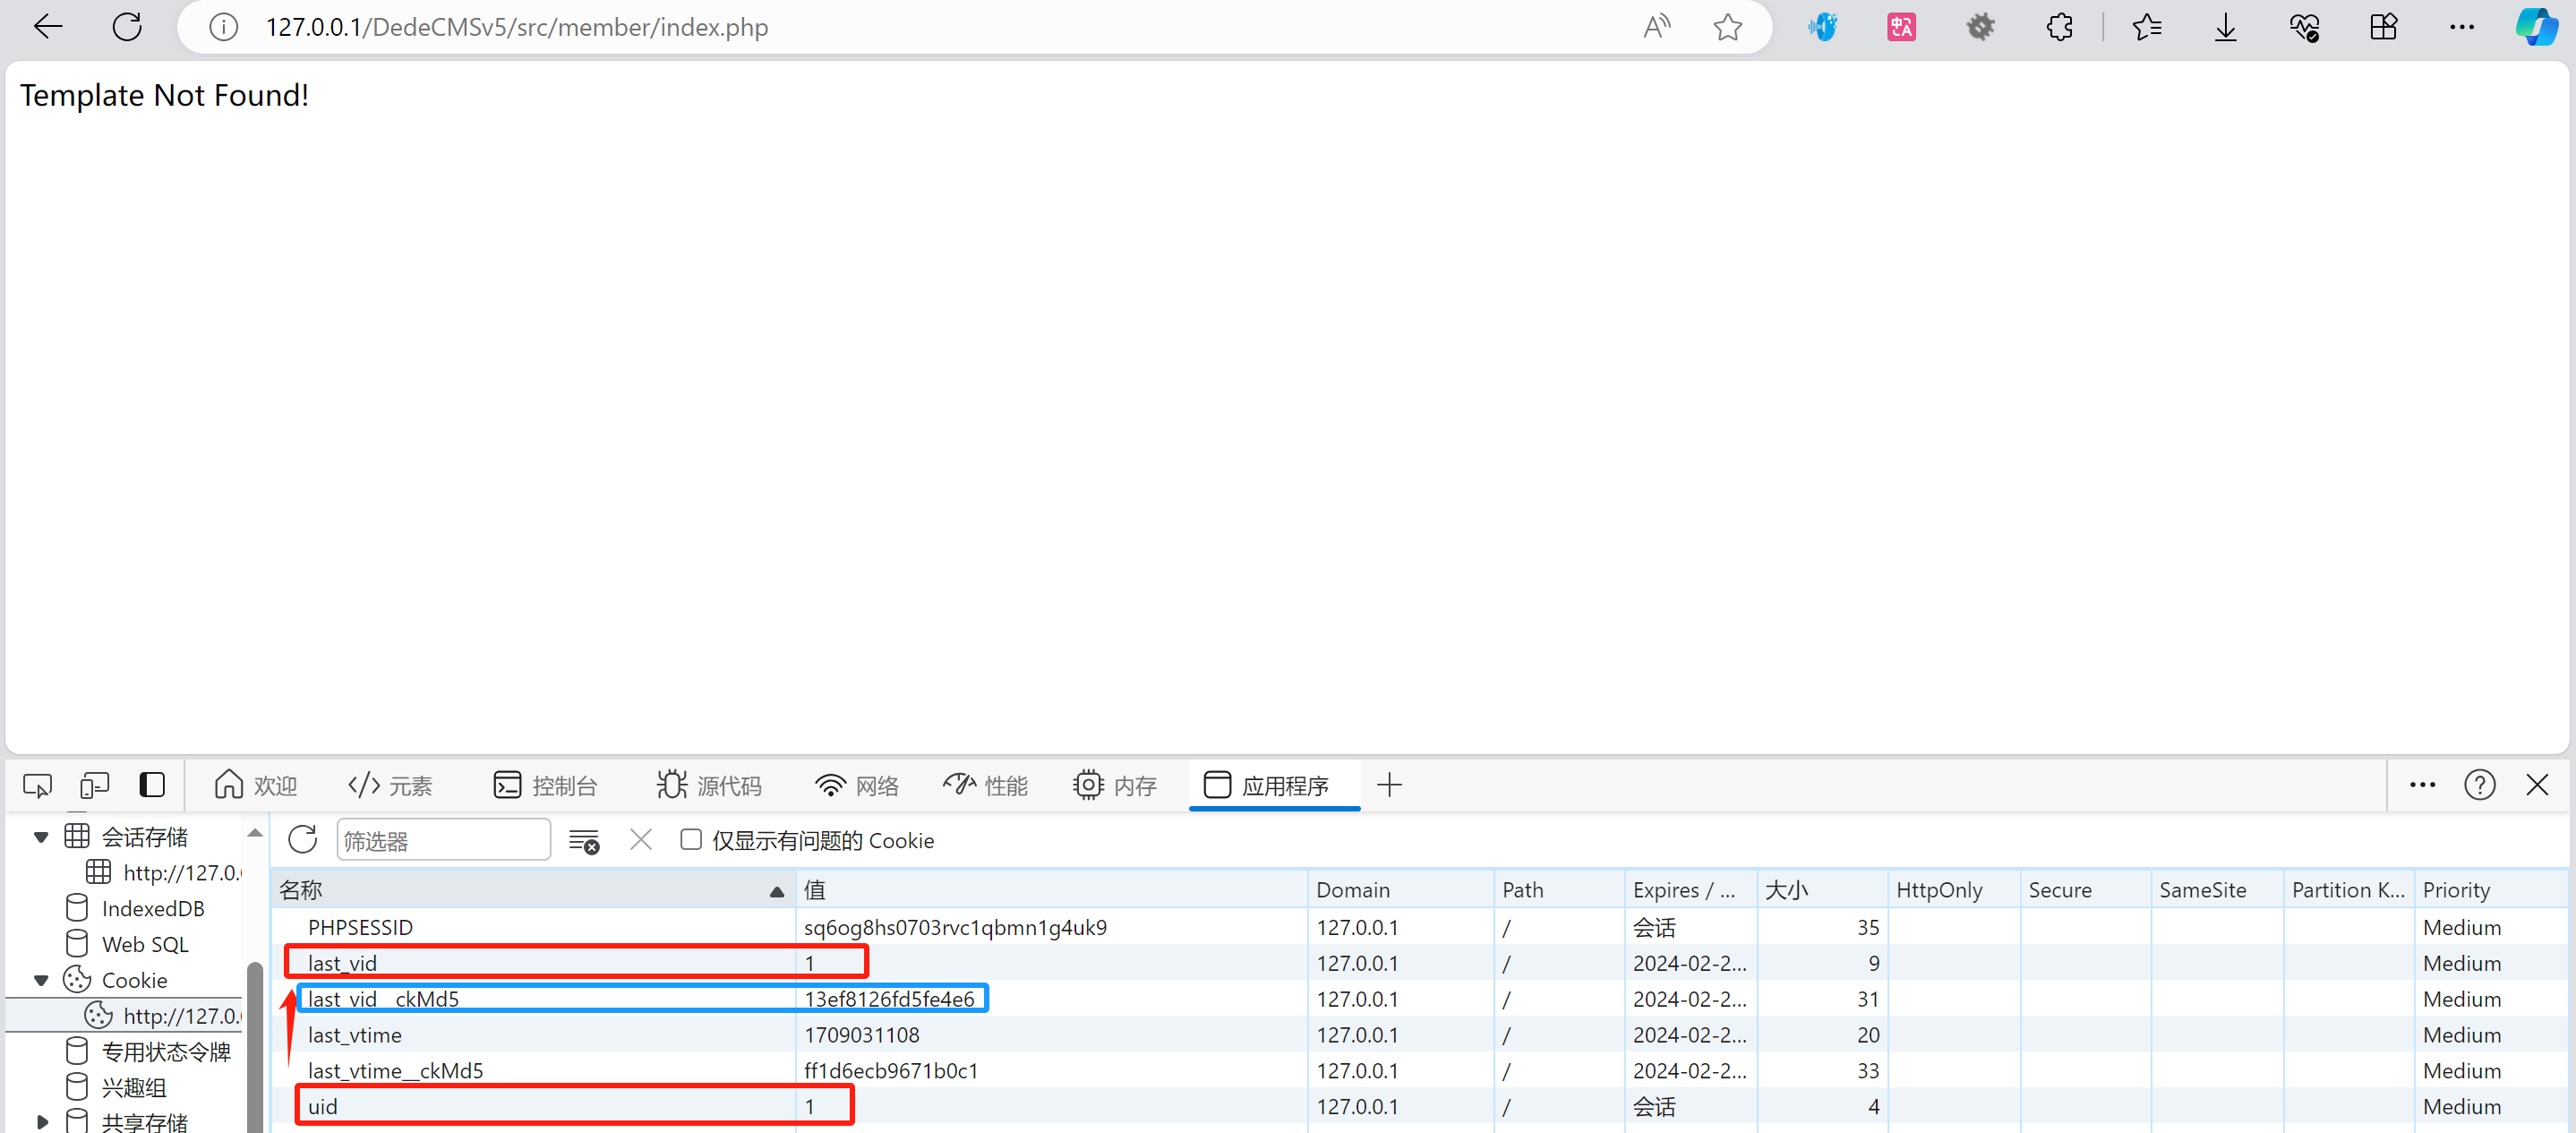 127.0.0.1/DedeCMSv5/src/member/index.php
Template Not Found!
欢迎 元素 控制台 源代码 网络 性能 内存 应用程序
会话存储
http://127.0.
IndexedDB
Web SQL
Cookie
http://127.0.
专用状态令牌
兴趣组
共享存储
筛选器 仅显示有问题的 Cookie
名称 值 Domain Path Expires / ... 大小 HttpOnly Secure SameSite Partition K... Priority
PHPSESSID sq6og8hs0703rvc1qbmn1g4uk9 127.0.0.1 / 会话 35 Medium
last_vid 1 127.0.0.1 / 2024-02-2... 9 Medium
last_vid__ckMd5 13ef8126fd5fe4e6 127.0.0.1 / 2024-02-2... 31 Medium
last_vtime 1709031108 127.0.0.1 / 2024-02-2... 20 Medium
last_vtime__ckMd5 ff1d6ecb9671b0c1 127.0.0.1 / 2024-02-2... 33 Medium
uid 1 127.0.0.1 / 会话 4 Medium